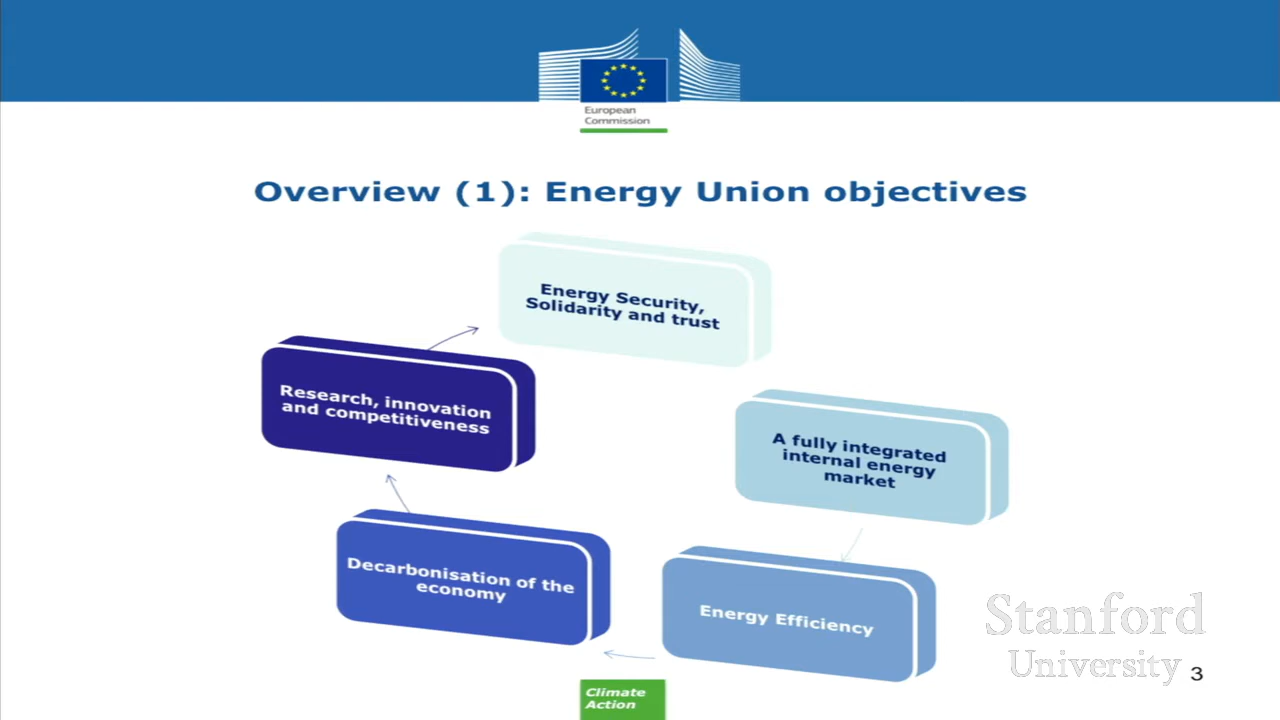 European
Commission
Overview (1): Energy Union objectives
Energy Security,
Solidarity and trust
Research, innovation
and competitiveness
A fully integrated
internal energy
market
Decarbonisation of the
economy
Energy Efficiency
Stanford
University
3
Climate
Action